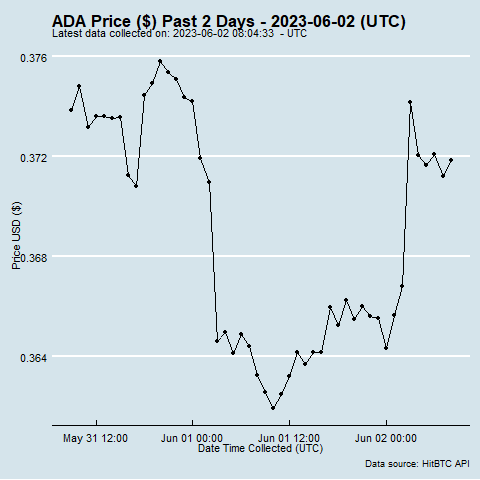 ADA Price ($) Past 2 Days - 2023-06-02 (UTC)
Latest data collected on: 2023-06-02 08:04:33 - UTC
0.376
0.372
0.368
0.364
Price USD ($)
May 31 12:00
Jun 01 00:00
Jun 01 12:00
Jun 02 00:00
Date Time Collected (UTC)
Data source: HitBTC API